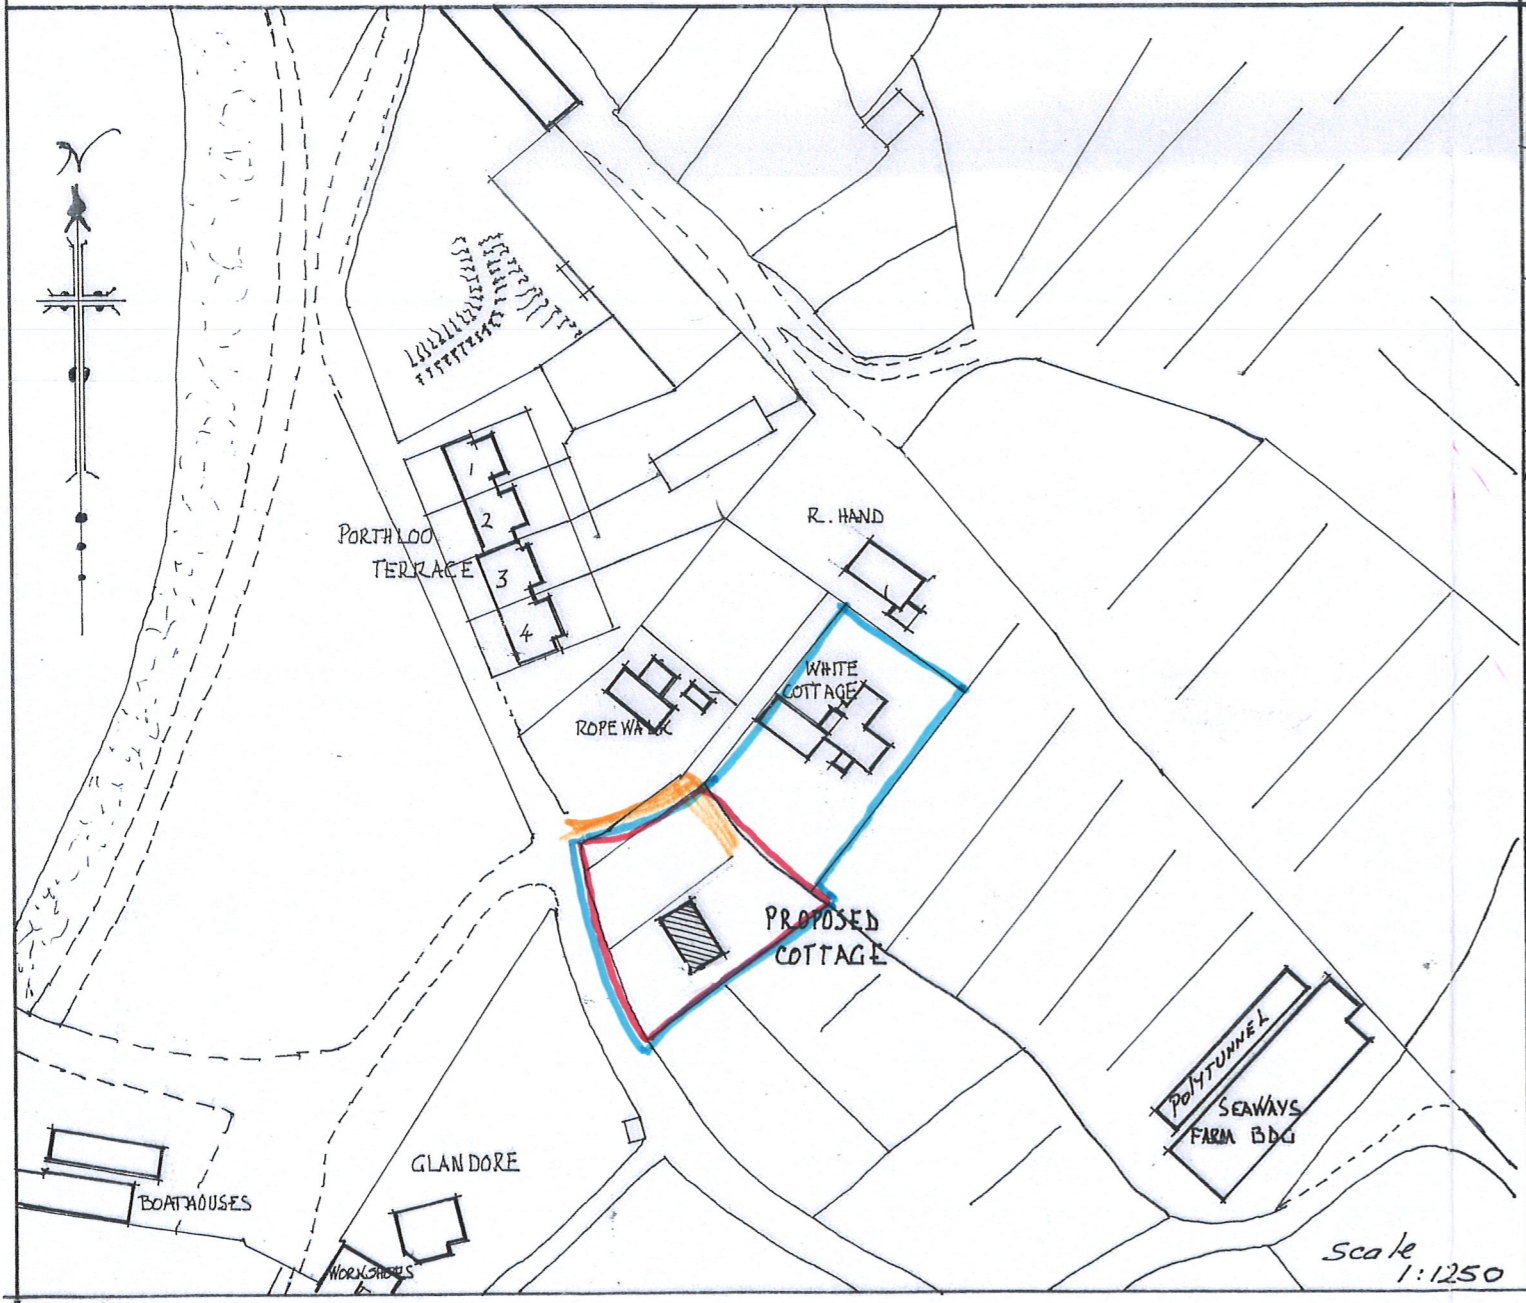 1
2
3
4
PORTHLOO
TERRACE
R. HAND
WHITE
COTTAGE
ROPEWALK
PROPOSED
COTTAGE
POLYTUNNEL
SEAWAYS
FARM BDG
GLANDORE
BOATHOUSES
WORKSHOPS
Scale
1:1250